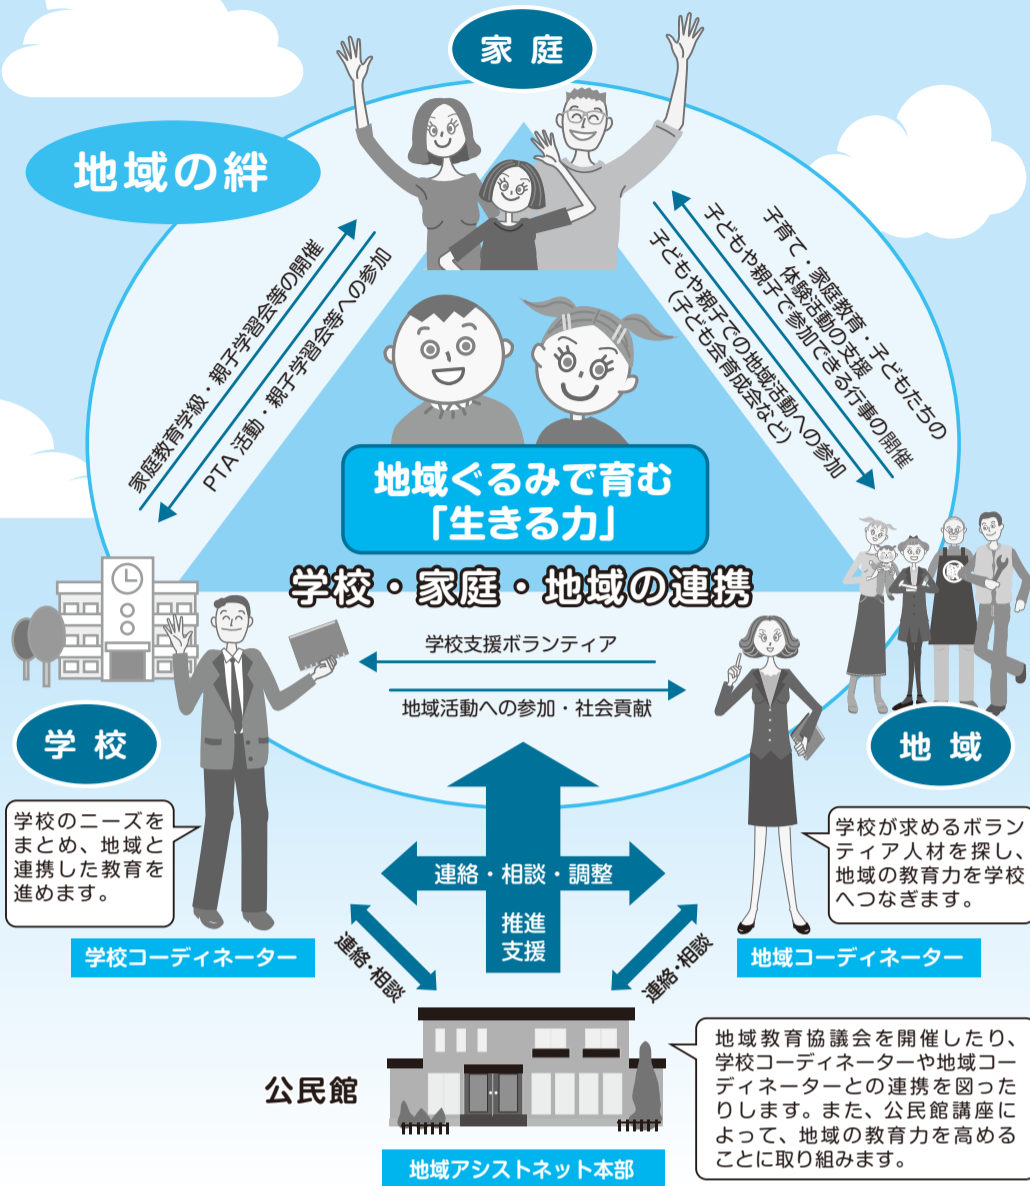 家庭
地域の絆
家庭教育学級・親子学習会等の開催
PTA 活動・親子学習会等への参加
子育て・家庭教育・子どもたちの
体験活動の支援
子どもや親子で参加できる行事の開催
子どもや親子での地域活動への参加
(子ども会育成会など)
地域ぐるみで育む
「生きる力」
学校・家庭・地域の連携
学校支援ボランティア
地域活動への参加・社会貢献
学校
地域
学校のニーズを
まとめ、地域と
連携した教育を
進めます。
学校が求めるボラン
ティア人材を探し、
地域の教育力を学校
へつなぎます。
連絡・相談・調整
推進
支援
学校コーディネーター
地域コーディネーター
連絡・相談
連絡・相談
公民館
地域教育協議会を開催したり、
学校コーディネーターや地域コー
ディネーターとの連携を図った
りします。また、公民館講座に
よって、地域の教育力を高める
ことに取り組みます。
地域アシストネット本部